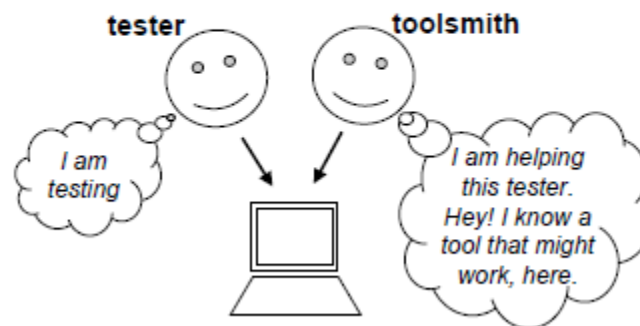 tester
toolsmith
I am
testing
I am helping
this tester.
Hey! I know a
tool that might
work, here.